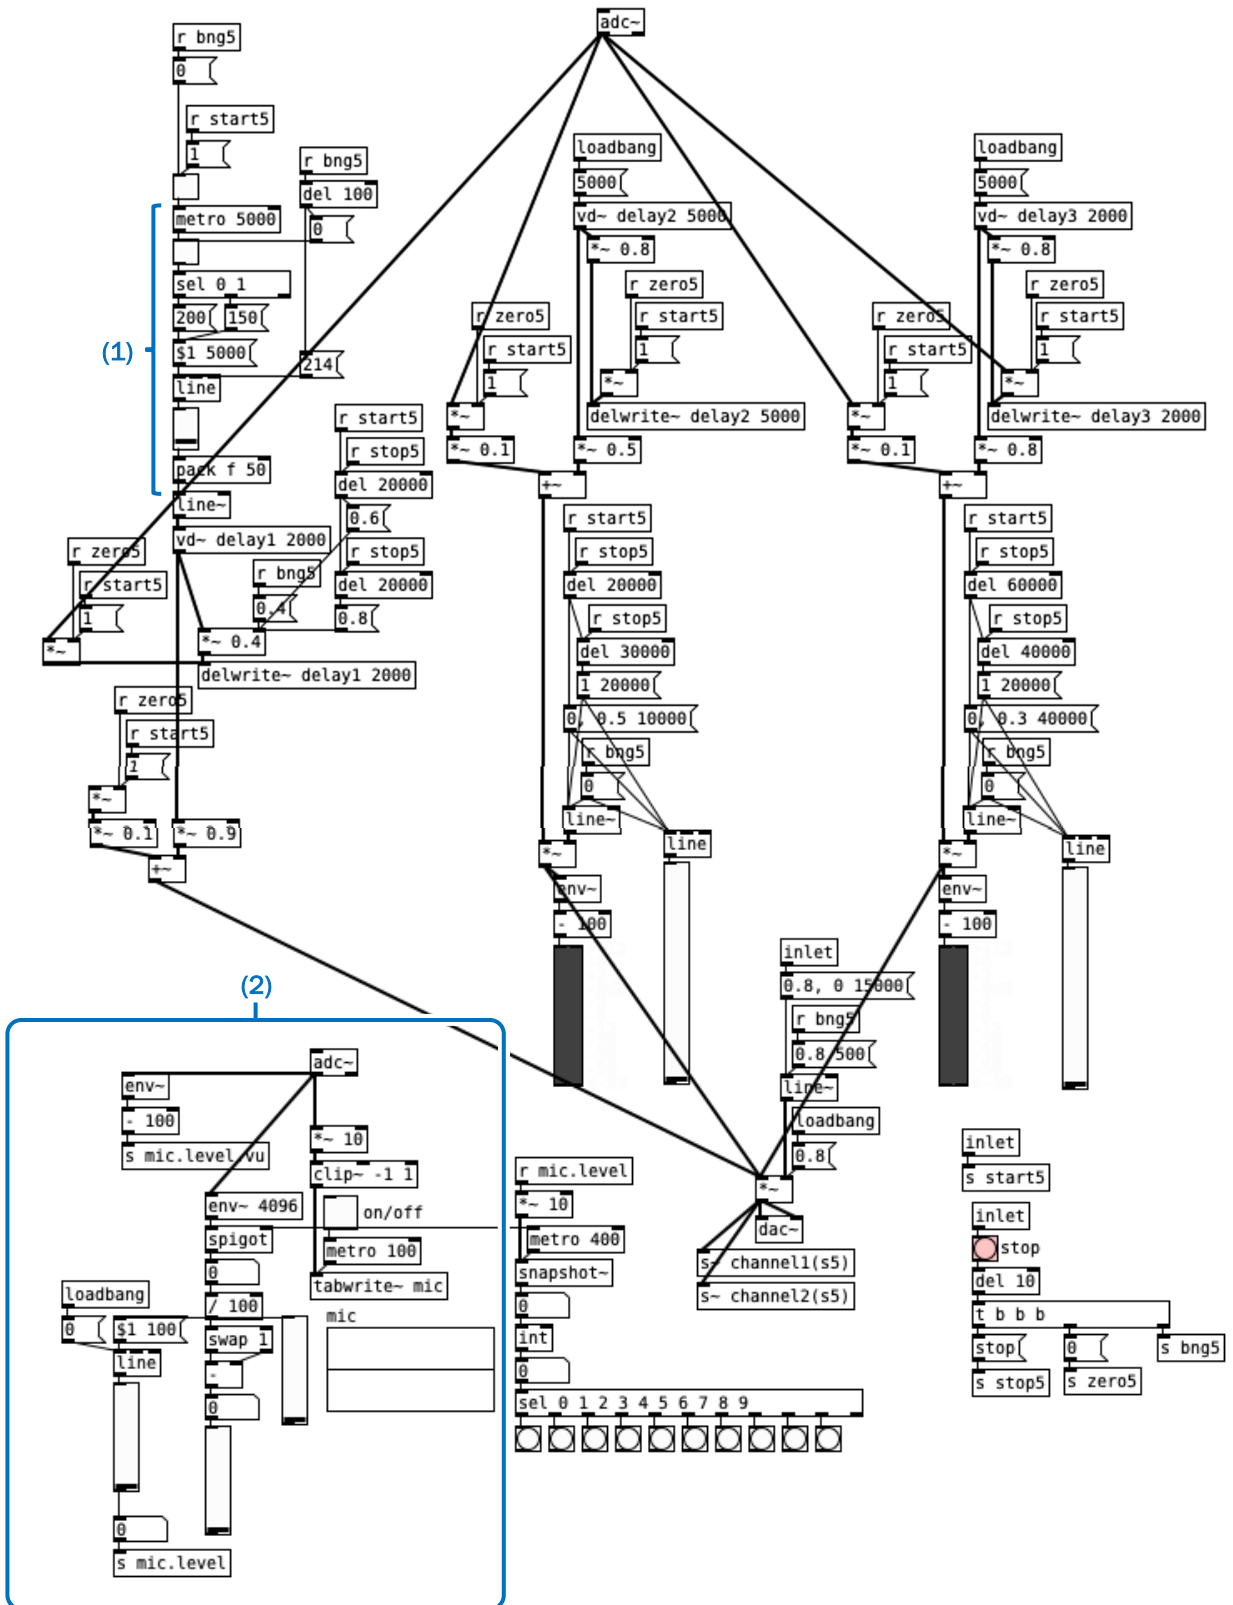 adc~
r bng5
0
r start5
1
metro 5000
sel 0 1
200
150
$1 5000
line
pack f 50
line~
vd~ delay1 2000
(1)
r bng5
del 100
0
214
r start5
r stop5
del 20000
0.6
r stop5
del 20000
0.8
r bng5
0.4
*~ 0.4
delwrite~ delay1 2000
r zero5
r start5
1
*~
r zero5
r start5
1
*~
*~ 0.1
*~ 0.9
+~
loadbang
5000
vd~ delay2 5000
*~ 0.8
r zero5
r start5
1
*~
delwrite~ delay2 5000
r zero5
r start5
1
*~
*~ 0.1
*~ 0.5
+~
r start5
r stop5
del 20000
r stop5
del 30000
1 20000
0, 0.5 10000
r bng5
0
line~
line
*~
env~
- 100
loadbang
5000
vd~ delay3 2000
*~ 0.8
r zero5
r start5
1
*~
delwrite~ delay3 2000
r zero5
r start5
1
*~
*~ 0.1
*~ 0.8
+~
r start5
r stop5
del 60000
r stop5
del 40000
1 20000
0, 0.3 40000
r bng5
0
line~
line
*~
env~
- 100
inlet
0.8, 0 15000
r bng5
0.8 500
line~
loadbang
0.8
*~
dac~
s~ channel1(s5)
s~ channel2(s5)
(2)
adc~
env~
- 100
s mic.level.vu
*~ 10
clip~ -1 1
env~ 4096
on/off
spigot
metro 100
0
tabwrite~ mic
loadbang
/ 100
mic
0
$1 100
swap 1
line
-
0
0
s mic.level
r mic.level
*~ 10
metro 400
snapshot~
0
int
0
sel 0 1 2 3 4 5 6 7 8 9
inlet
s start5
inlet
stop
del 10
t b b b
stop
0
s bng5
s stop5
s zero5